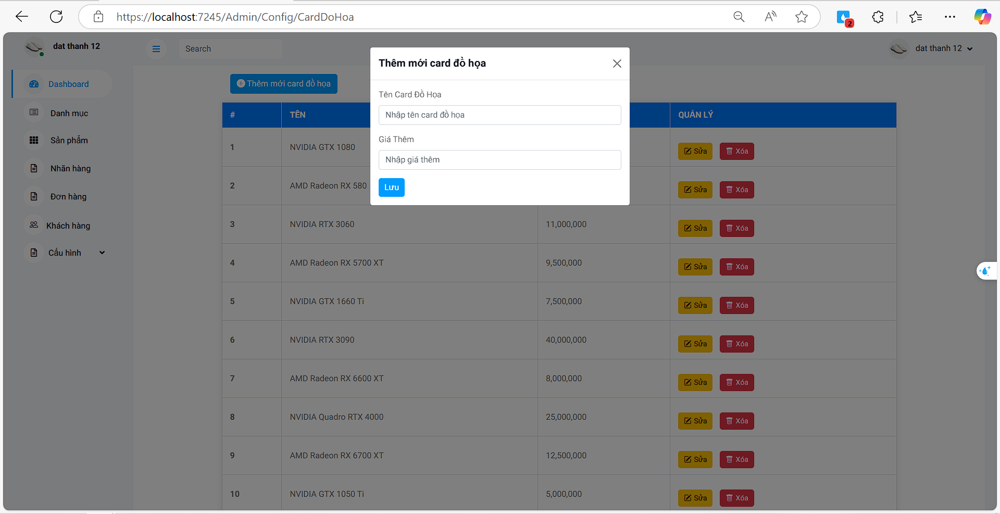 https://localhost:7245/Admin/Config/CardDoHoa
2
dat thanh 12
Search
dat thanh 12
Dashboard
Danh mục
Sản phẩm
Nhãn hàng
Đơn hàng
Khách hàng
Cấu hình
Thêm mới card đồ họa
Thêm mới card đồ họa
Tên Card Đồ Họa
Nhập tên card đồ họa
Giá Thêm
Nhập giá thêm
Lưu
# TÊN QUẢN LÝ
1 NVIDIA GTX 1080 Sửa Xóa
2 AMD Radeon RX 580 Sửa Xóa
3 NVIDIA RTX 3060 11,000,000 Sửa Xóa
4 AMD Radeon RX 5700 XT 9,500,000 Sửa Xóa
5 NVIDIA GTX 1660 Ti 7,500,000 Sửa Xóa
6 NVIDIA RTX 3090 40,000,000 Sửa Xóa
7 AMD Radeon RX 6600 XT 8,000,000 Sửa Xóa
8 NVIDIA Quadro RTX 4000 25,000,000 Sửa Xóa
9 AMD Radeon RX 6700 XT 12,500,000 Sửa Xóa
10 NVIDIA GTX 1050 Ti 5,000,000 Sửa Xóa